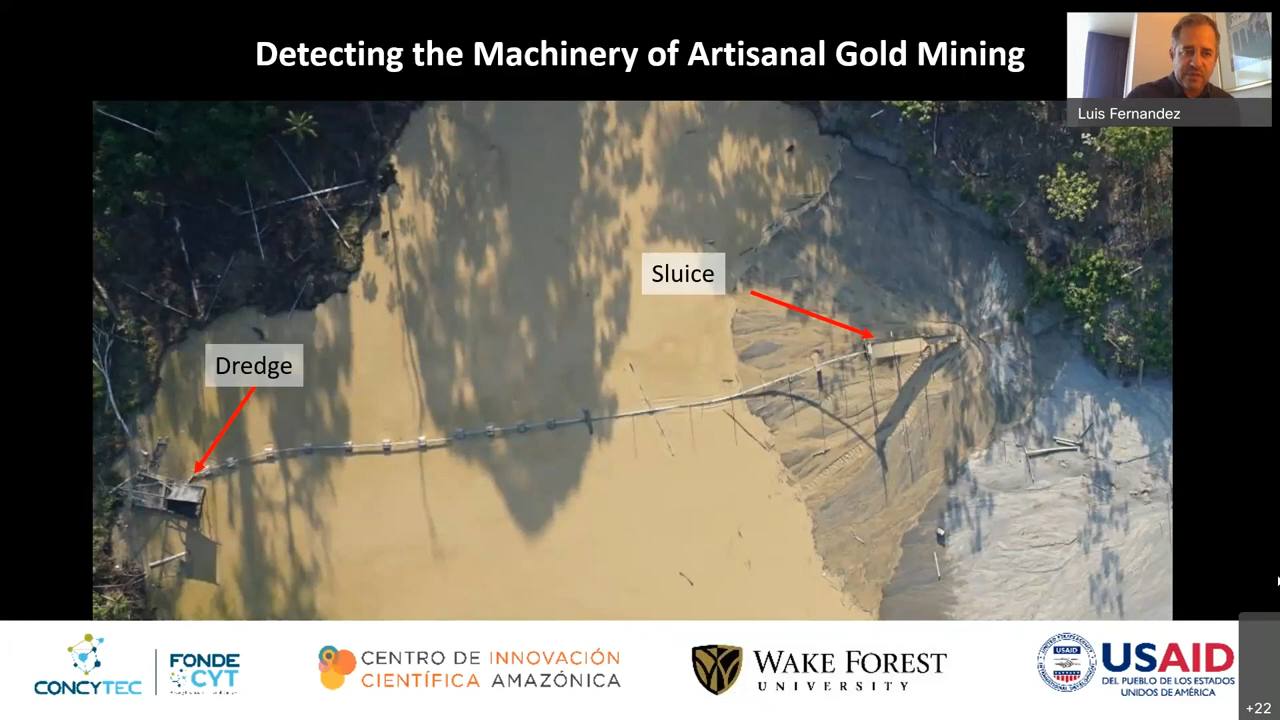 Detecting the Machinery of Artisanal Gold Mining
Luis Fernandez
Sluice
Dredge
CONCYTEC
FONDE
CYT
CENTRO DE INNOVACIÓN
CIENTÍFICA AMAZÓNICA
WAKE FOREST
UNIVERSITY
USAID
USAID
DEL PUEBLO DE LOS ESTADOS
UNIDOS DE AMÉRICA
+22